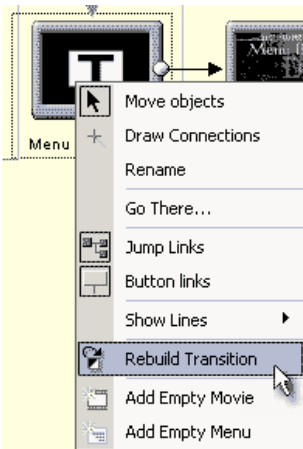 T
Menu
Menu
Move objects
Draw Connections
Rename
Go There...
Jump Links
Button links
Show Lines
Rebuild Transition
Add Empty Movie
Add Empty Menu